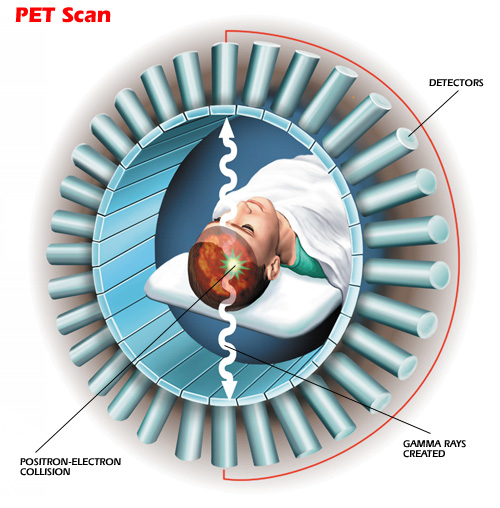 PET Scan
DETECTORS
POSITRON-ELECTRON
COLLISION
GAMMA RAYS
CREATED